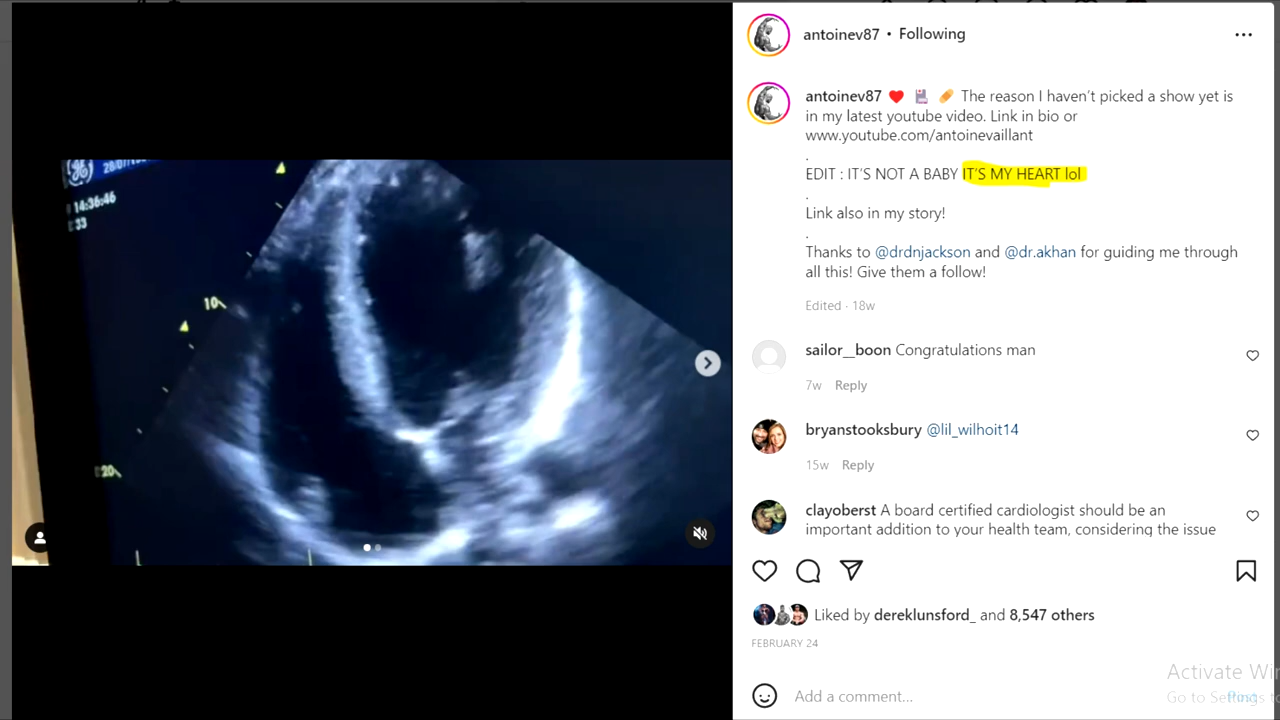 antoinev87 • Following
antoinev87 ❤️ 💾 🩹 The reason I haven't picked a show yet is
in my latest youtube video. Link in bio or
www.youtube.com/antoinevaillant
.
EDIT : IT'S NOT A BABY IT'S MY HEART lol
.
Link also in my story!
.
Thanks to @drdnjackson and @dr.akhan for guiding me through
all this! Give them a follow!
Edited · 18w
sailor__boon Congratulations man
7w Reply
bryanstooksbury @lil_wilhoit14
15w Reply
clayoberst A board certified cardiologist should be an
important addition to your health team, considering the issue
Liked by dereklunsford_ and 8,547 others
FEBRUARY 24
Add a comment...
Post
Activate Wi
Go to Settings t
14:36:46
:33
10
20